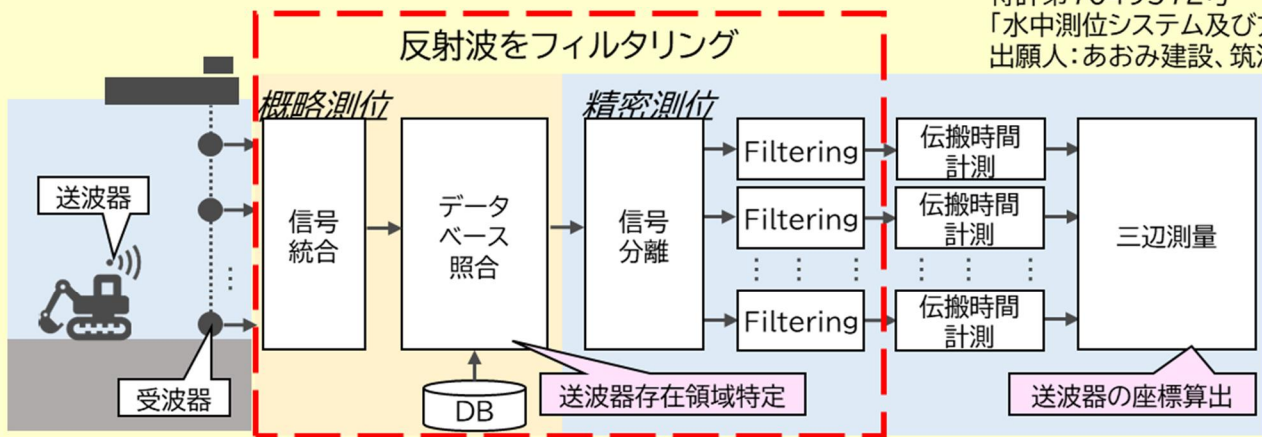 「水中測位システム及び
出願人:あおみ建設、筑
反射波をフィルタリング
概略測位
精密測位
送波器
受波器
信号
統合
データ
ベース
照合
DB
送波器存在領域特定
信号
分離
Filtering
Filtering
Filtering
伝搬時間
計測
伝搬時間
計測
伝搬時間
計測
三辺測量
送波器の座標算出